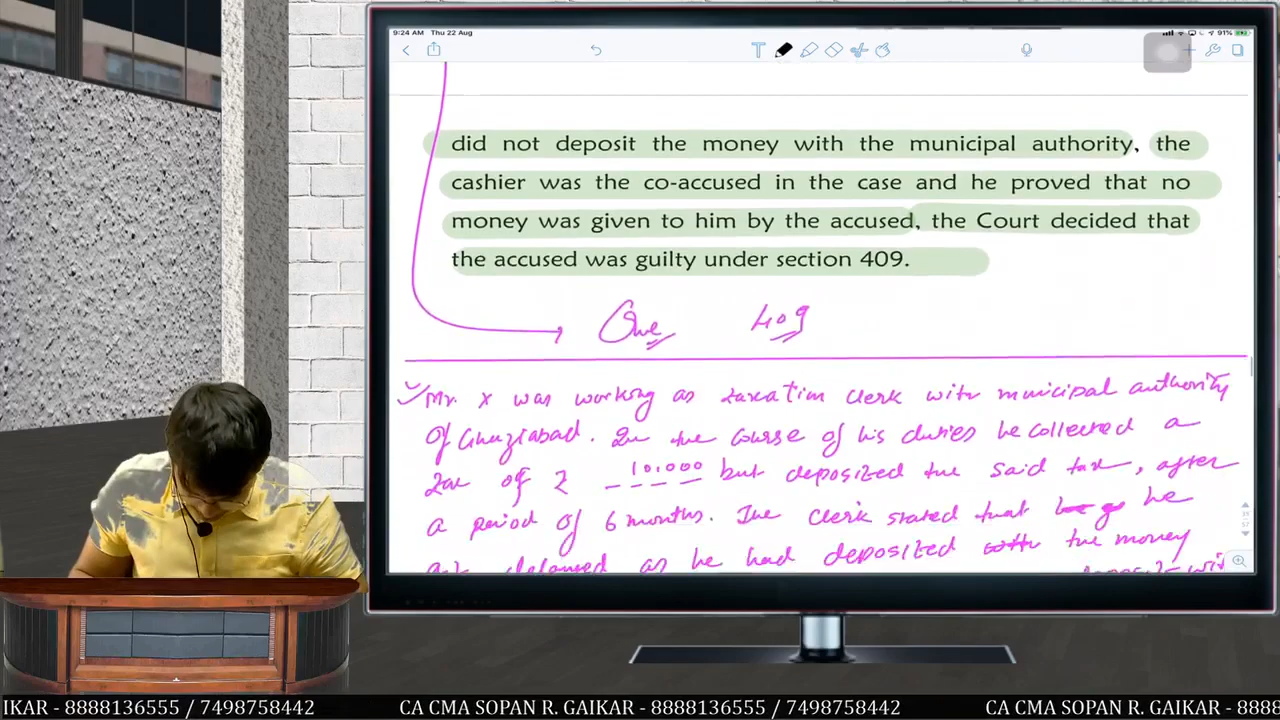 9:24 AM Thu 22 Aug
91%
T
did not deposit the money with the municipal authority, the
cashier was the co-accused in the case and he proved that no
money was given to him by the accused, the Court decided that
the accused was guilty under section 409.
Que 409
Mr. X was working as taxation clerk with municipal authority
of Ghaziabad. In the course of his duties he collected a
tax of ₹ 10,000 but deposited the said tax, after
a period of 6 months. The clerk stated that he
got delayed as he had deposited the money
IKAR - 8888136555 / 7498758442 CA CMA SOPAN R. GAIKAR - 8888136555 / 7498758442 CA CMA SOPAN R. GAIKAR - 8888